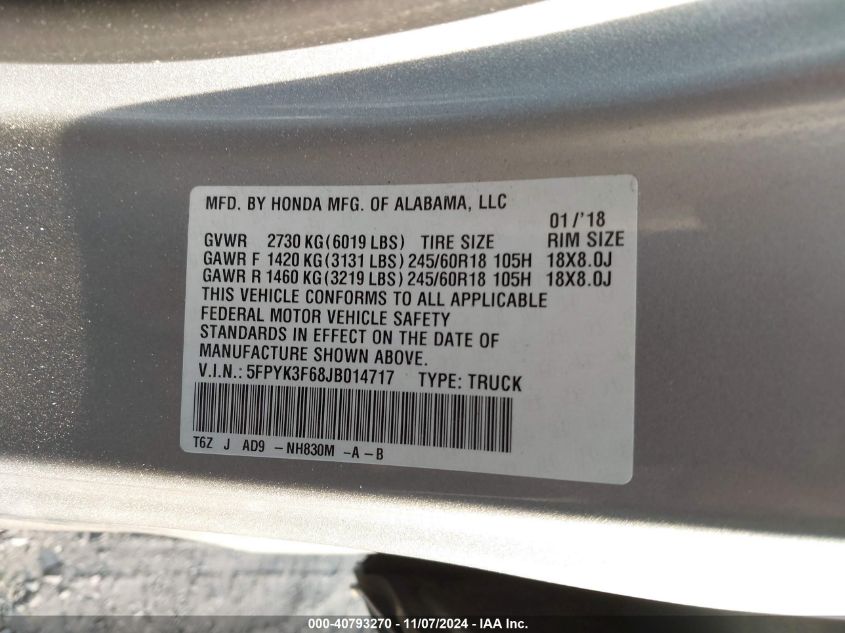 MFD. BY HONDA MFG. OF ALABAMA, LLC
01/'18
GVWR 2730 KG(6019 LBS) TIRE SIZE RIM SIZE
GAWR F 1420 KG(3131 LBS) 245/60R18 105H 18X8.0J
GAWR R 1460 KG(3219 LBS) 245/60R18 105H 18X8.0J
THIS VEHICLE CONFORMS TO ALL APPLICABLE
FEDERAL MOTOR VEHICLE SAFETY
STANDARDS IN EFFECT ON THE DATE OF
MANUFACTURE SHOWN ABOVE.
V.I.N.: 5FPYK3F68JB014717 TYPE: TRUCK
T6Z J AD9 -NH830M -A-B
000-40793270 | 11/07/2024 - IAA Inc.